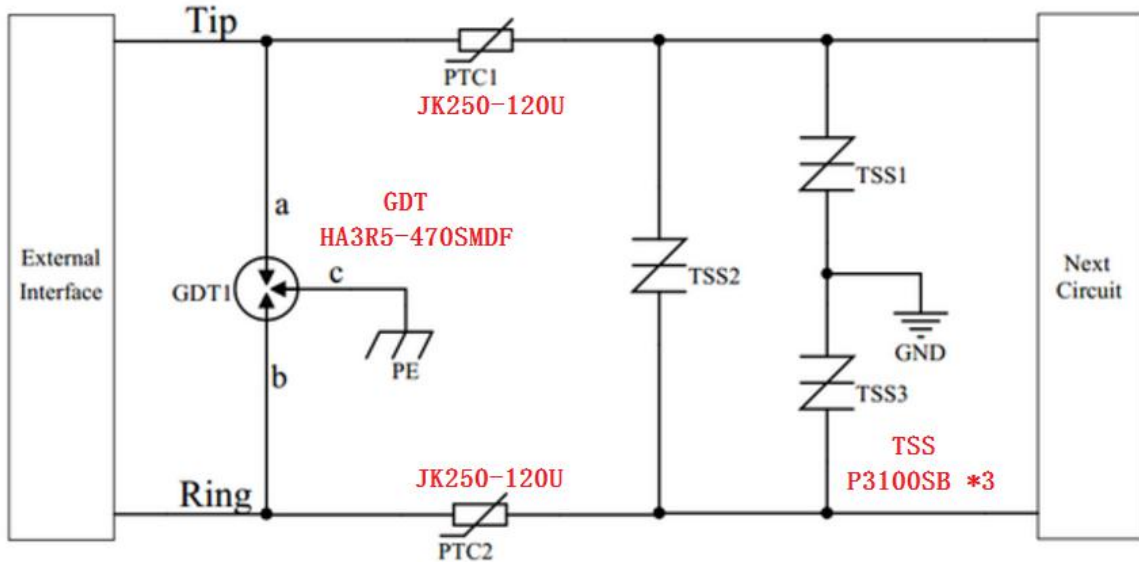 Tip
PTC1
JK250-120U
TSS1
a
GDT
HA3R5-470SMDF
External
Interface
c
GDT1
TSS2
Next
Circuit
GND
PE
b
TSS3
TSS
P3100SB *3
JK250-120U
Ring
PTC2